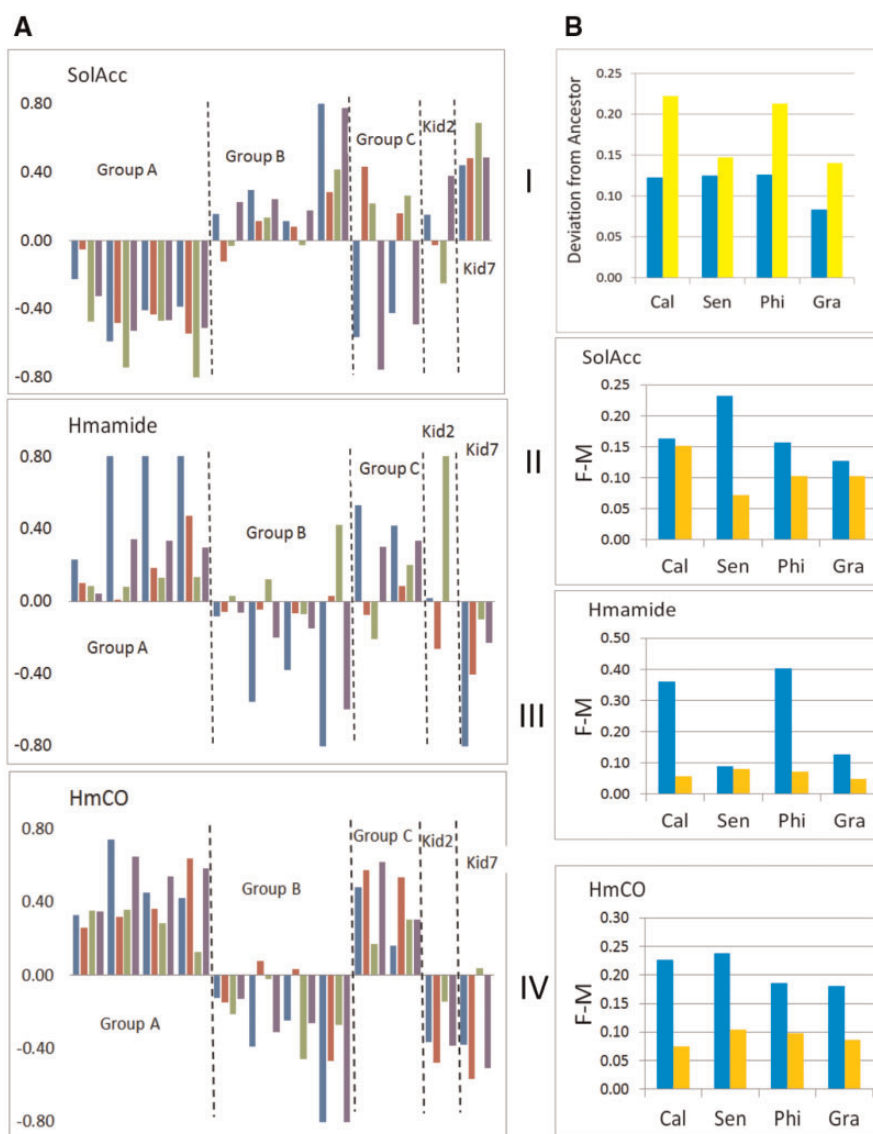 A
SolAcc
0.80
0.40
0.00
-0.40
-0.80
Group A
Group B
Group C
Kid2
Kid7
Hmamide
0.80
0.40
0.00
-0.40
-0.80
Group A
Group B
Group C
Kid2
Kid7
HmCO
0.80
0.40
0.00
-0.40
-0.80
Group A
Group B
Group C
Kid2
Kid7
B
I
Deviation from Ancestor
0.25
0.20
0.15
0.10
0.05
0.00
Cal Sen Phi Gra
II
SolAcc
F-M
0.25
0.20
0.15
0.10
0.05
0.00
Cal Sen Phi Gra
III
Hmamide
F-M
0.50
0.40
0.30
0.20
0.10
0.00
Cal Sen Phi Gra
IV
HmCO
F-M
0.30
0.25
0.20
0.15
0.10
0.05
0.00
Cal Sen Phi Gra